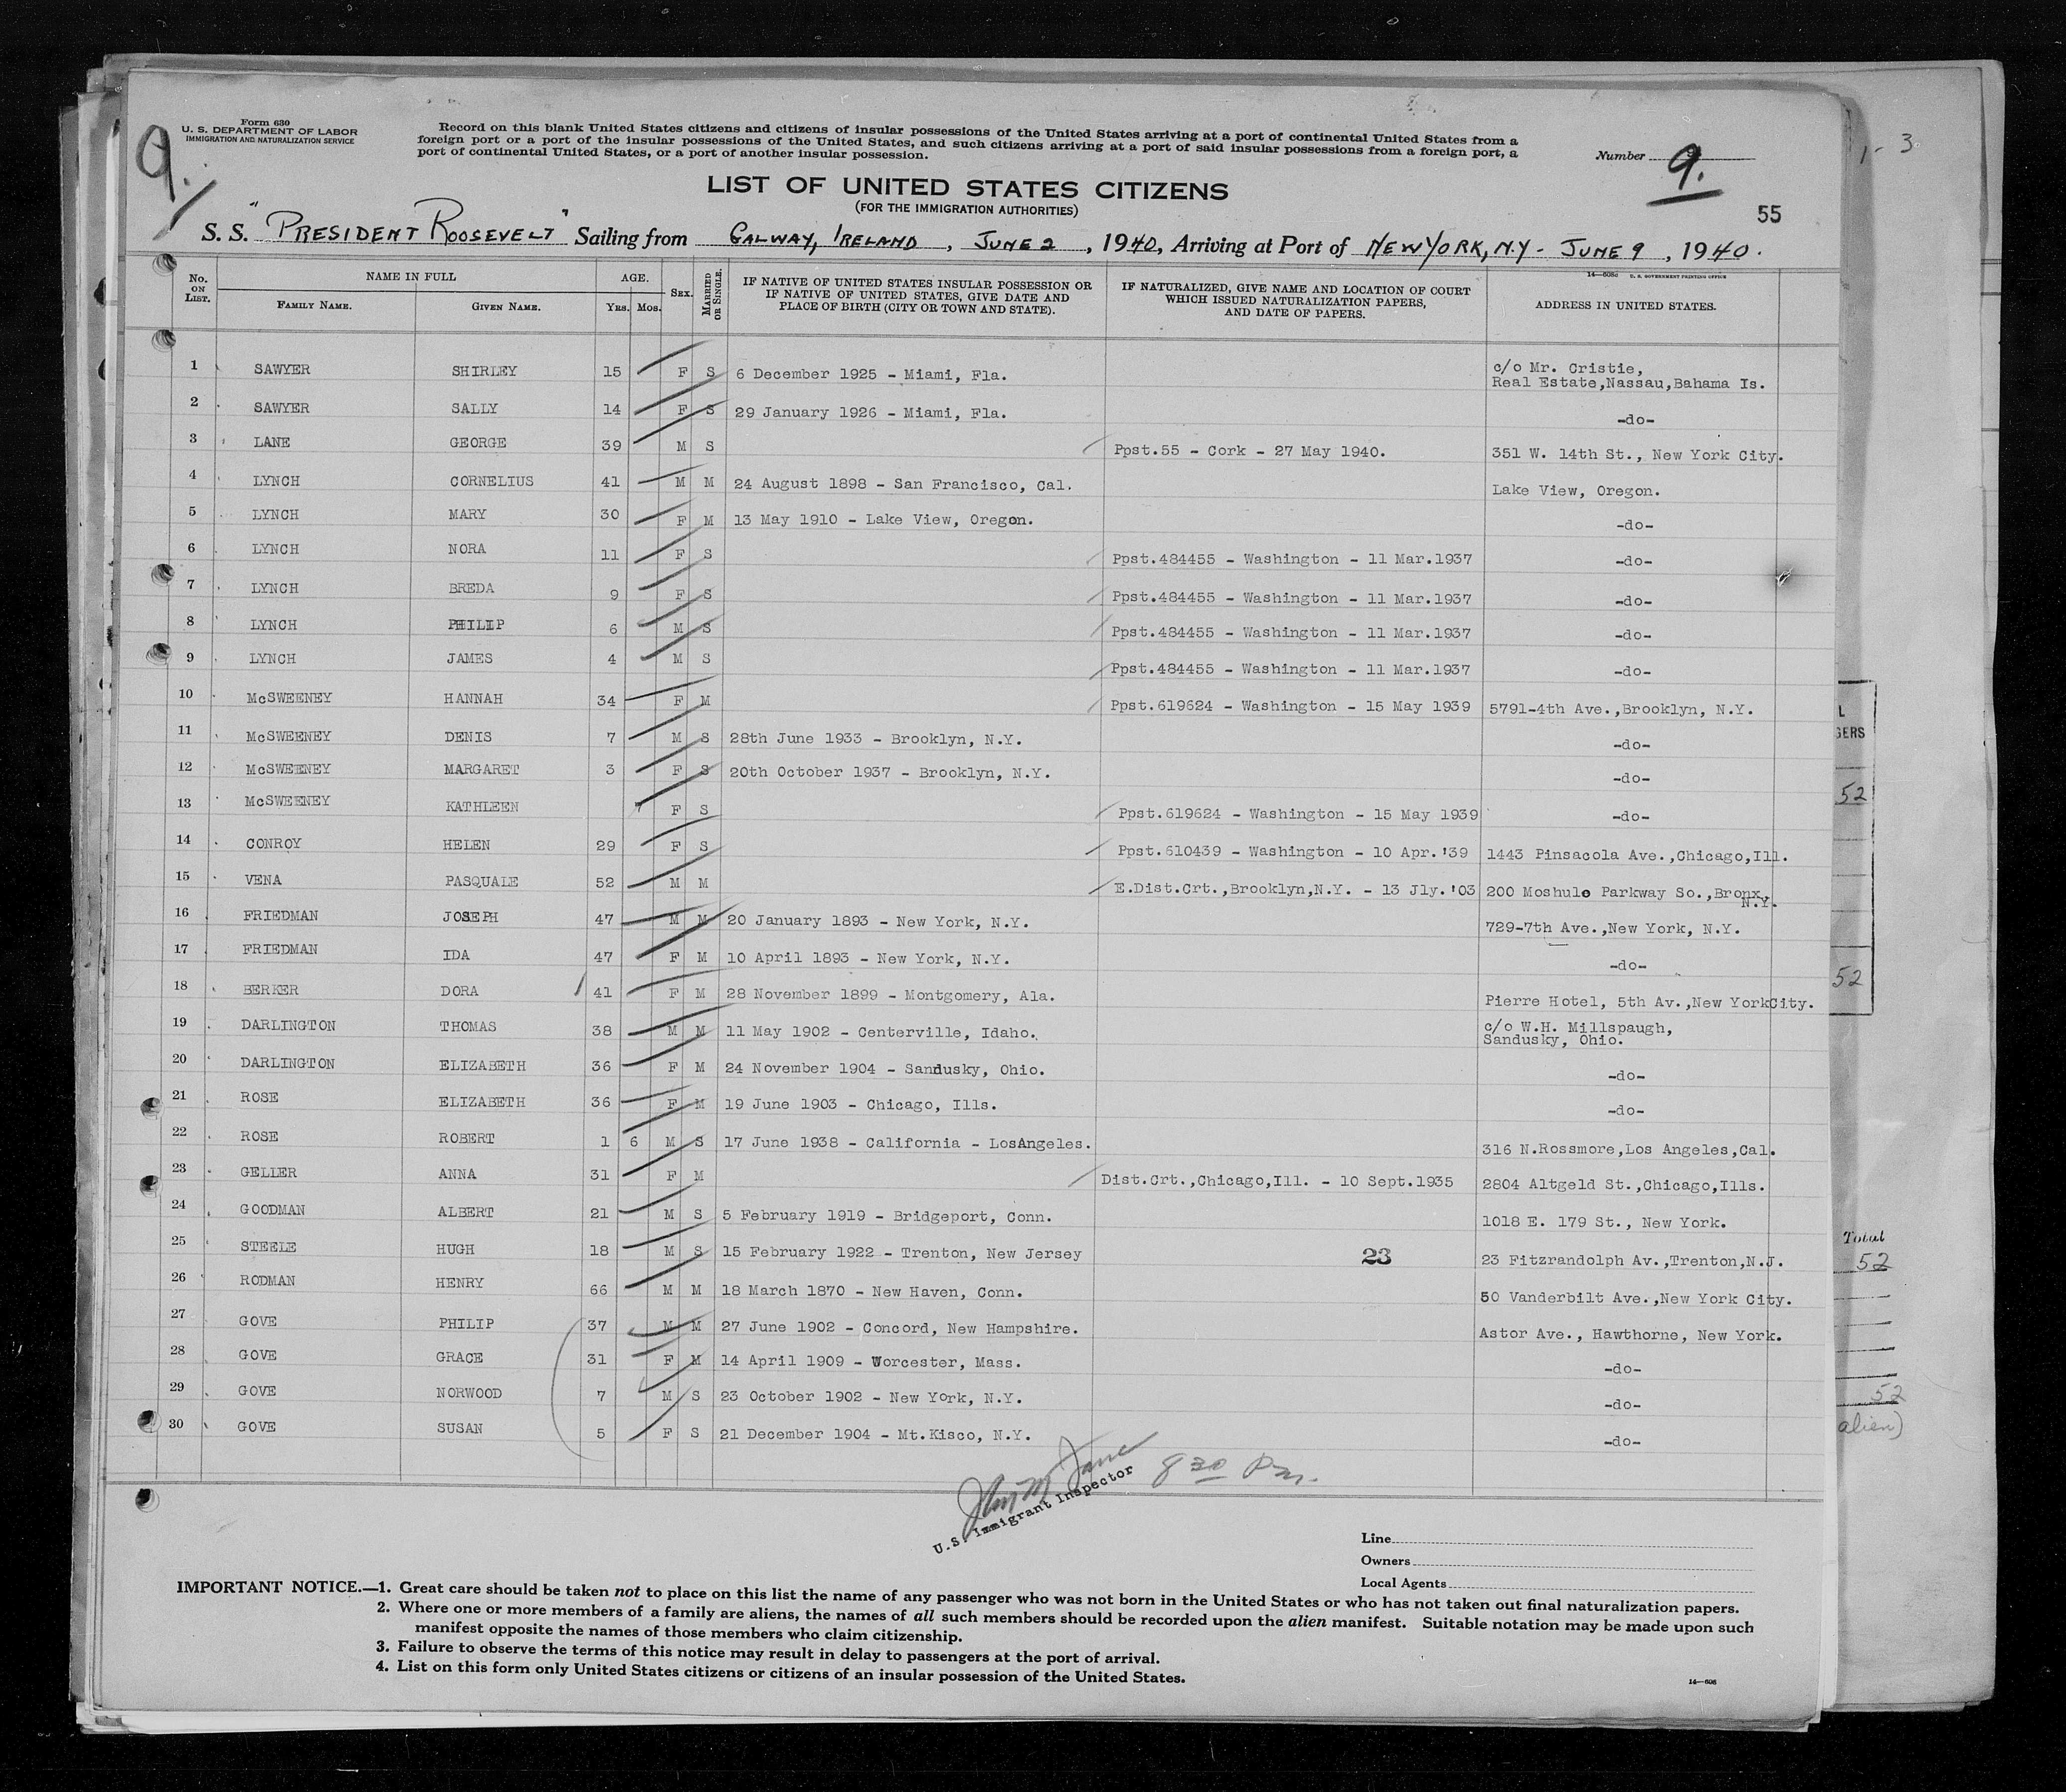 Form 630
U. S. DEPARTMENT OF LABOR
IMMIGRATION AND NATURALIZATION SERVICE
9.
Record on this blank United States citizens and citizens of insular possessions of the United States arriving at a port of continental United States from a
foreign port or a port of the insular possessions of the United States, and such citizens arriving at a port of said insular possessions from a foreign port, a
port of continental United States, or a port of another insular possession.
Number 9.
1- 3
LIST OF UNITED STATES CITIZENS
(FOR THE IMMIGRATION AUTHORITIES)
55
S. S. "PRESIDENT ROOSEVELT" Sailing from GALWAY, IRELAND, JUNE 2, 1940, Arriving at Port of NEW YORK, N.Y. - JUNE 9, 1940.
14—608c U. S. GOVERNMENT PRINTING OFFICE
No. ON LIST. NAME IN FULL FAMILY NAME. GIVEN NAME. AGE. Yrs. Mos. SEX. MARRIED OR SINGLE. IF NATIVE OF UNITED STATES INSULAR POSSESSION OR IF NATIVE OF UNITED STATES, GIVE DATE AND PLACE OF BIRTH (CITY OR TOWN AND STATE). IF NATURALIZED, GIVE NAME AND LOCATION OF COURT WHICH ISSUED NATURALIZATION PAPERS, AND DATE OF PAPERS. ADDRESS IN UNITED STATES.
1 SAWYER SHIRLEY 15 F S 6 December 1925 - Miami, Fla. c/o Mr. Cristie,
Real Estate,Nassau,Bahama Is.
2 SAWYER SALLY 14 F S 29 January 1926 - Miami, Fla. -do-
3 LANE GEORGE 39 M S Ppst.55 - Cork - 27 May 1940. 351 W. 14th St., New York City.
4 LYNCH CORNELIUS 41 M M 24 August 1898 - San Francisco, Cal. Lake View, Oregon.
5 LYNCH MARY 30 F M 13 May 1910 - Lake View, Oregon. -do-
6 LYNCH NORA 11 F S Ppst.484455 - Washington - 11 Mar.1937 -do-
7 LYNCH BREDA 9 F S Ppst.484455 - Washington - 11 Mar.1937 -do-
8 LYNCH PHILIP 6 M S Ppst.484455 - Washington - 11 Mar.1937 -do-
9 LYNCH JAMES 4 M S Ppst.484455 - Washington - 11 Mar.1937 -do-
10 McSWEENEY HANNAH 34 F M Ppst.619624 - Washington - 15 May 1939 5791-4th Ave.,Brooklyn, N.Y.
11 McSWEENEY DENIS 7 M S 28th June 1933 - Brooklyn, N.Y. -do-
12 McSWEENEY MARGARET 3 F S 20th October 1937 - Brooklyn, N.Y. -do-
13 McSWEENEY KATHLEEN 7 F S Ppst.619624 - Washington - 15 May 1939 -do-
14 CONROY HELEN 29 F S Ppst.610439 - Washington - 10 Apr.'39 1443 Pinsacola Ave.,Chicago,Ill.
15 VENA PASQUALE 52 M M E.Dist.Crt.,Brooklyn,N.Y. - 13 Jly.'03 200 Moshulo Parkway So.,Bronx,
N.Y.
16 FRIEDMAN JOSEPH 47 M M 20 January 1893 - New York, N.Y. 729-7th Ave.,New York, N.Y.
17 FRIEDMAN IDA 47 F M 10 April 1893 - New York, N.Y. -do-
18 BERKER DORA 41 F M 28 November 1899 - Montgomery, Ala. Pierre Hotel, 5th Av.,New YorkCity.
19 DARLINGTON THOMAS 38 M M 11 May 1902 - Centerville, Idaho. c/o W.H. Millspaugh,
Sandusky, Ohio.
20 DARLINGTON ELIZABETH 36 F M 24 November 1904 - Sandusky, Ohio. -do-
21 ROSE ELIZABETH 36 F M 19 June 1903 - Chicago, Ills. -do-
22 ROSE ROBERT 1 6 M S 17 June 1938 - California - LosAngeles. 316 N.Rossmore,Los Angeles,Cal.
23 GELLER ANNA 31 F M Dist.Crt.,Chicago,Ill. - 10 Sept.1935 2804 Altgeld St.,Chicago,Ills.
24 GOODMAN ALBERT 21 M S 5 February 1919 - Bridgeport, Conn. 1018 E. 179 St., New York.
25 STEELE HUGH 18 M S 15 February 1922 - Trenton, New Jersey 23 23 Fitzrandolph Av.,Trenton,N.J.
26 RODMAN HENRY 66 M M 18 March 1870 - New Haven, Conn. 50 Vanderbilt Ave.,New York City.
27 GOVE PHILIP 37 M M 27 June 1902 - Concord, New Hampshire. Astor Ave., Hawthorne, New York.
28 GOVE GRACE 31 F M 14 April 1909 - Worcester, Mass. -do-
29 GOVE NORWOOD 7 M S 23 October 1902 - New York, N.Y. -do-
30 GOVE SUSAN 5 F S 21 December 1904 - Mt.Kisco, N.Y. -do-
L
GERS
52
52
Total
52
52
alien)
8 30 Pm.
U.S. Immigrant Inspector
Line
Owners
Local Agents
IMPORTANT NOTICE.—1. Great care should be taken not to place on this list the name of any passenger who was not born in the United States or who has not taken out final naturalization papers.
2. Where one or more members of a family are aliens, the names of all such members should be recorded upon the alien manifest. Suitable notation may be made upon such
manifest opposite the names of those members who claim citizenship.
3. Failure to observe the terms of this notice may result in delay to passengers at the port of arrival.
4. List on this form only United States citizens or citizens of an insular possession of the United States.
14—608